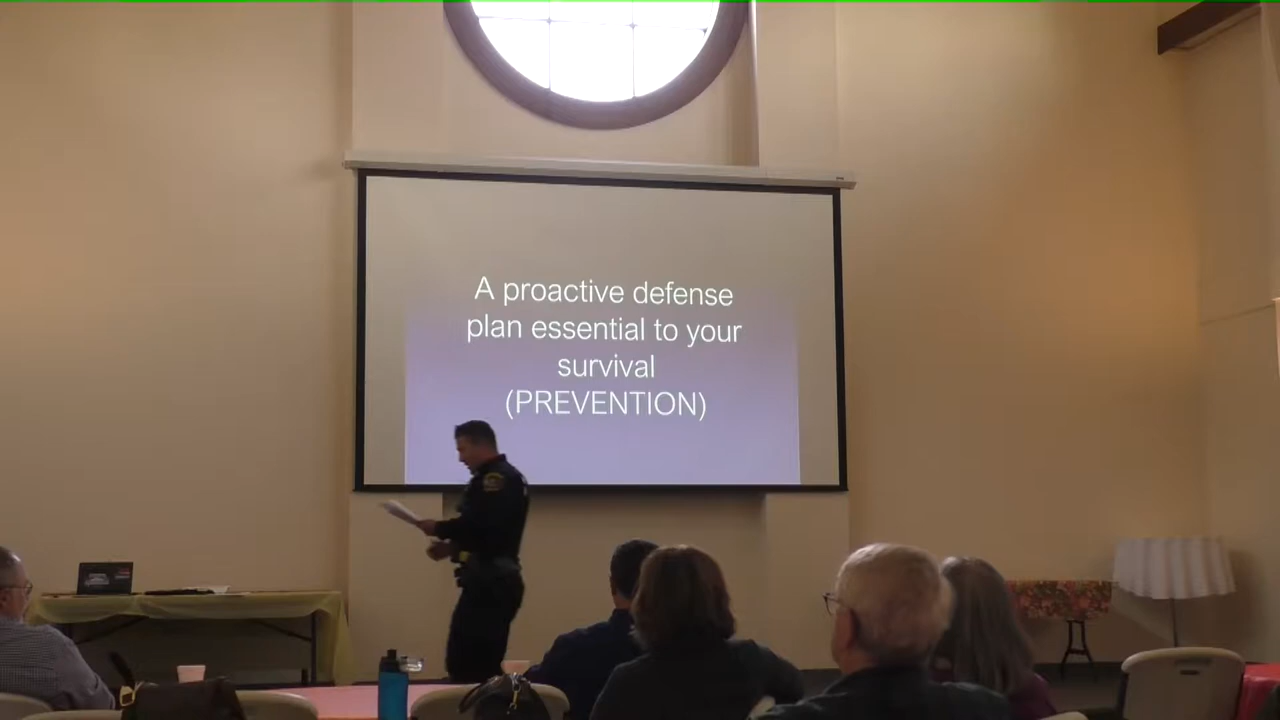 A proactive defense
plan essential to your
survival
(PREVENTION)